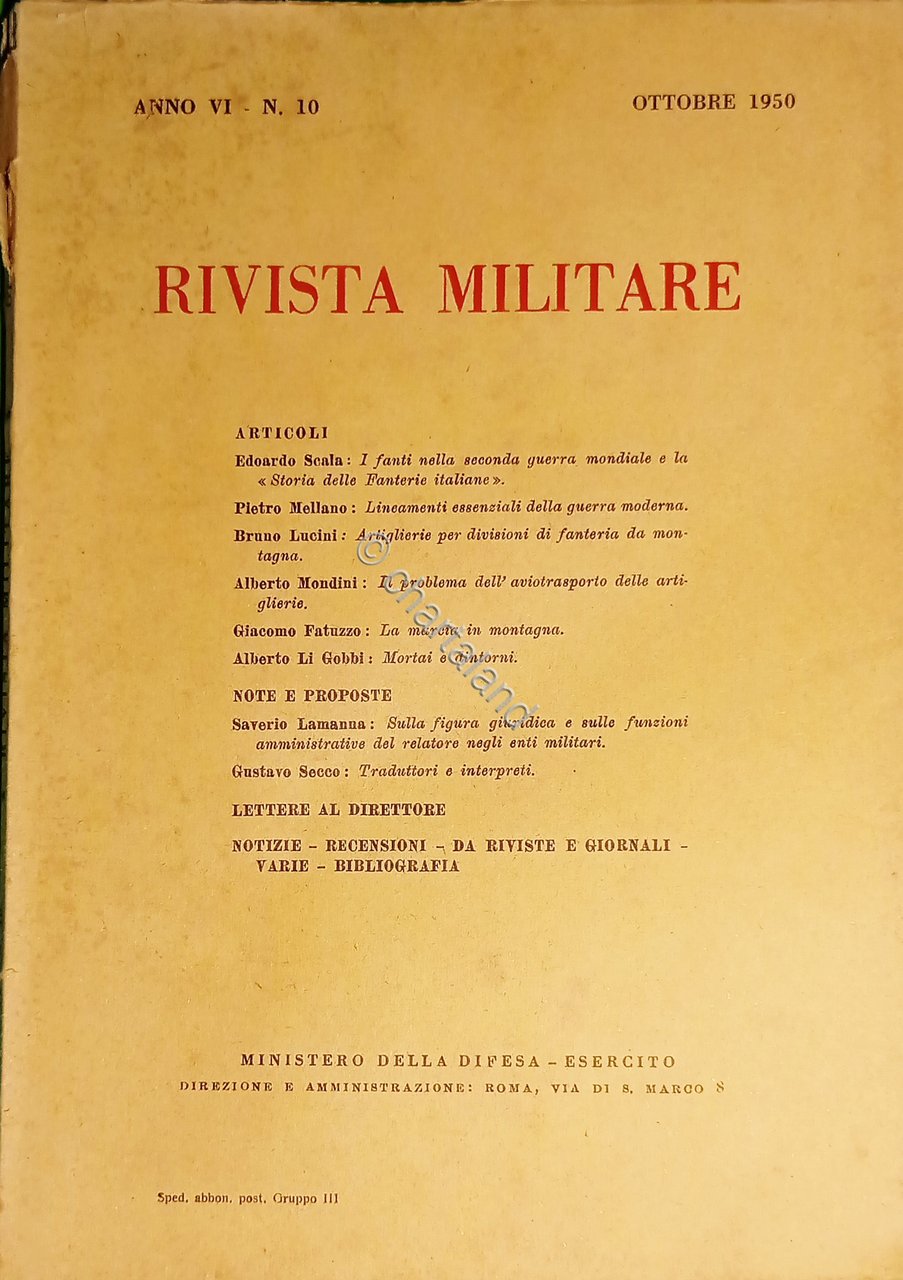 ANNO VI - N. 10
OTTOBRE 1950
RIVISTA MILITARE
ARTICOLI
Edoardo Scala: I fanti nella seconda guerra mondiale e la
« Storia delle Fanterie italiane ».
Pietro Mellano: Lineamenti essenziali della guerra moderna.
Bruno Lucini: Artiglierie per divisioni di fanteria da mon-
tagna.
Alberto Mondini: Il problema dell' aviotrasporto delle arti-
glierie.
Giacomo Fatuzzo: La marcia in montagna.
Alberto Li Gobbi: Mortai e dintorni.
NOTE E PROPOSTE
Saverio Lamanna: Sulla figura giuridica e sulle funzioni
amministrative del relatore negli enti militari.
Gustavo Secco: Traduttori e interpreti.
LETTERE AL DIRETTORE
NOTIZIE - RECENSIONI - DA RIVISTE E GIORNALI -
VARIE - BIBLIOGRAFIA
MINISTERO DELLA DIFESA - ESERCITO
DIREZIONE E AMMINISTRAZIONE: ROMA, VIA DI S. MARCO 8
Sped. abbon. post. Gruppo III
© chartaland